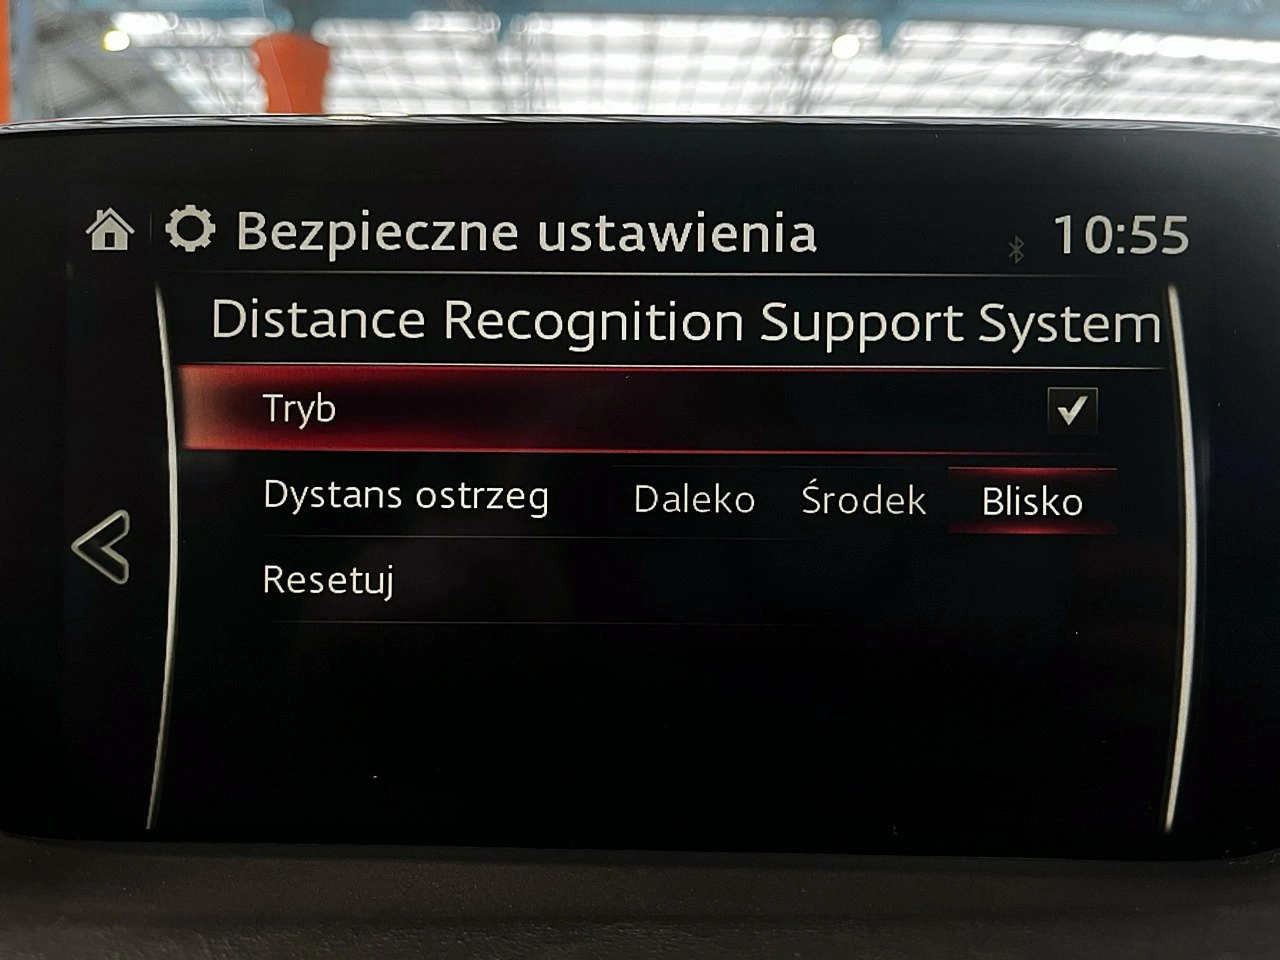 Bezpieczne ustawienia 10:55
Distance Recognition Support System
Tryb
Dystans ostrzeg Daleko Środek Blisko
Resetuj